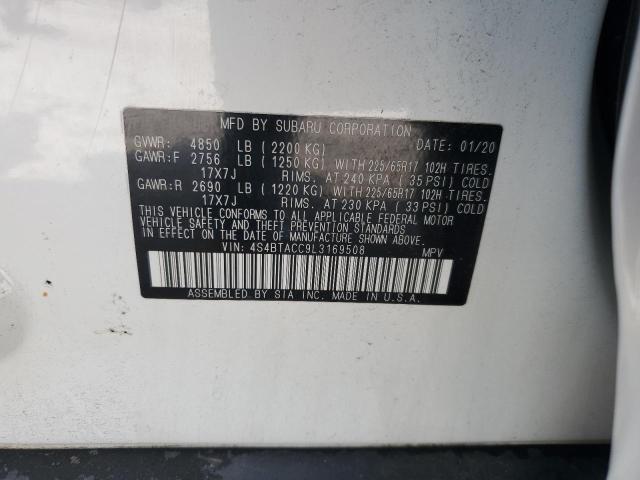 MFD BY SUBARU CORPORATION DATE: 01/20
GVWR: 4850 LB (2200 KG)
GAWR:F 2756 LB (1250 KG) WITH 225/65R17 102H TIRES.
17X7J RIMS. AT 240 KPA ( 35 PSI) COLD
GAWR:R 2690 LB (1220 KG) WITH 225/65R17 102H TIRES.
17X7J RIMS. AT 230 KPA ( 33 PSI) COLD
THIS VEHICLE CONFORMS TO ALL APPLICABLE FEDERAL MOTOR
VEHICLE SAFETY AND THEFT PREVENTION STANDARDS
IN EFFECT ON THE DATE OF MANUFACTURE SHOWN ABOVE.
VIN: 4S4BTACC9L3169508 MPV
ASSEMBLED BY SIA INC. MADE IN U.S.A.